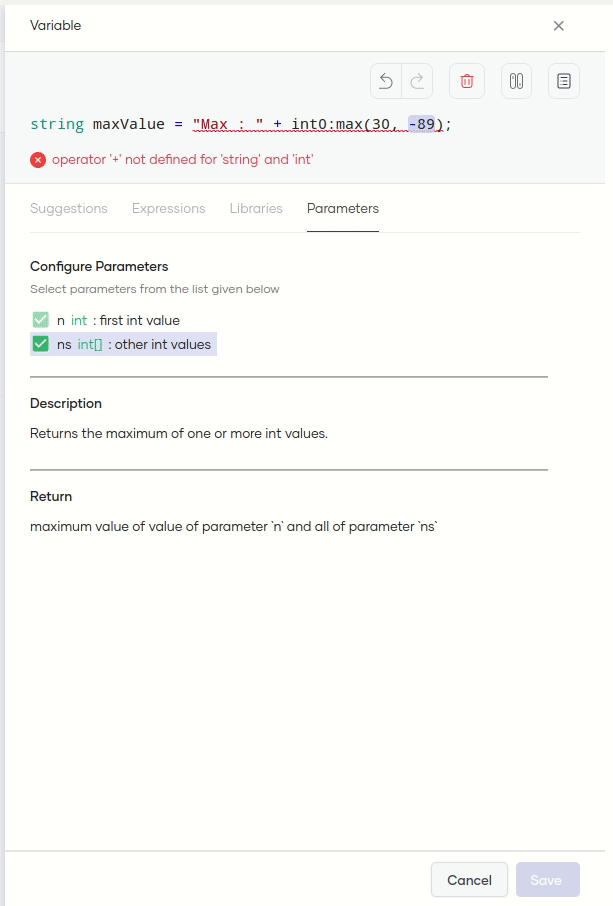 Variable
string maxValue = "Max : " + int0:max(30, -89);
operator '+' not defined for 'string' and 'int'
Suggestions Expressions Libraries Parameters
Configure Parameters
Select parameters from the list given below
n int : first int value
ns int[] : other int values
Description
Returns the maximum of one or more int values.
Return
maximum value of value of parameter `n` and all of parameter `ns`
Cancel Save